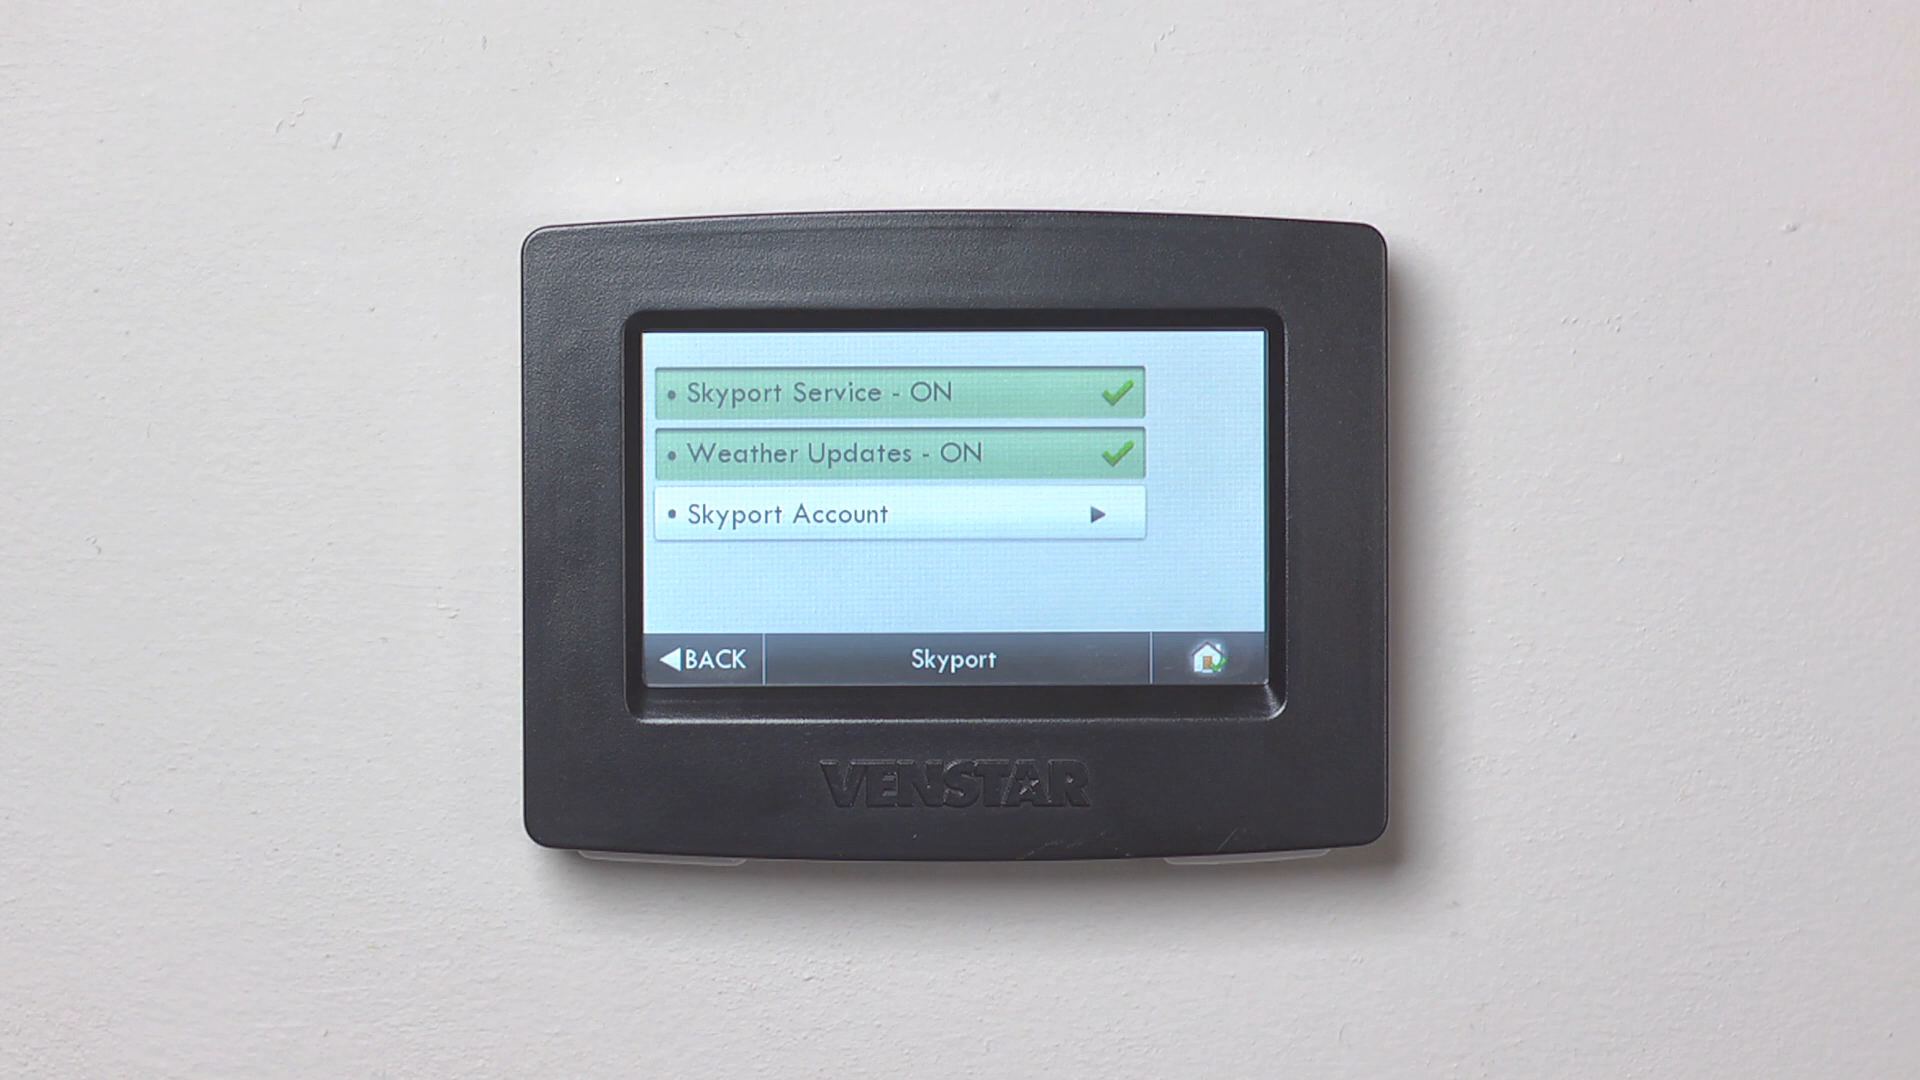 • Skyport Service - ON
• Weather Updates - ON
• Skyport Account
BACK
Skyport
VENSTAR